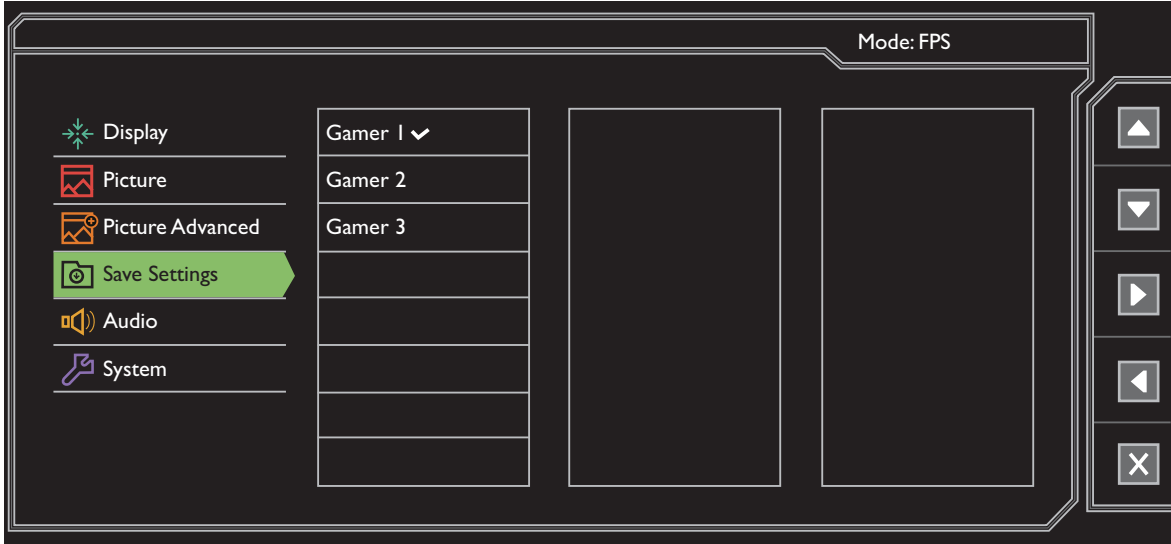 Mode: FPS
Display
Picture
Picture Advanced
Save Settings
Audio
System
Gamer 1
Gamer 2
Gamer 3